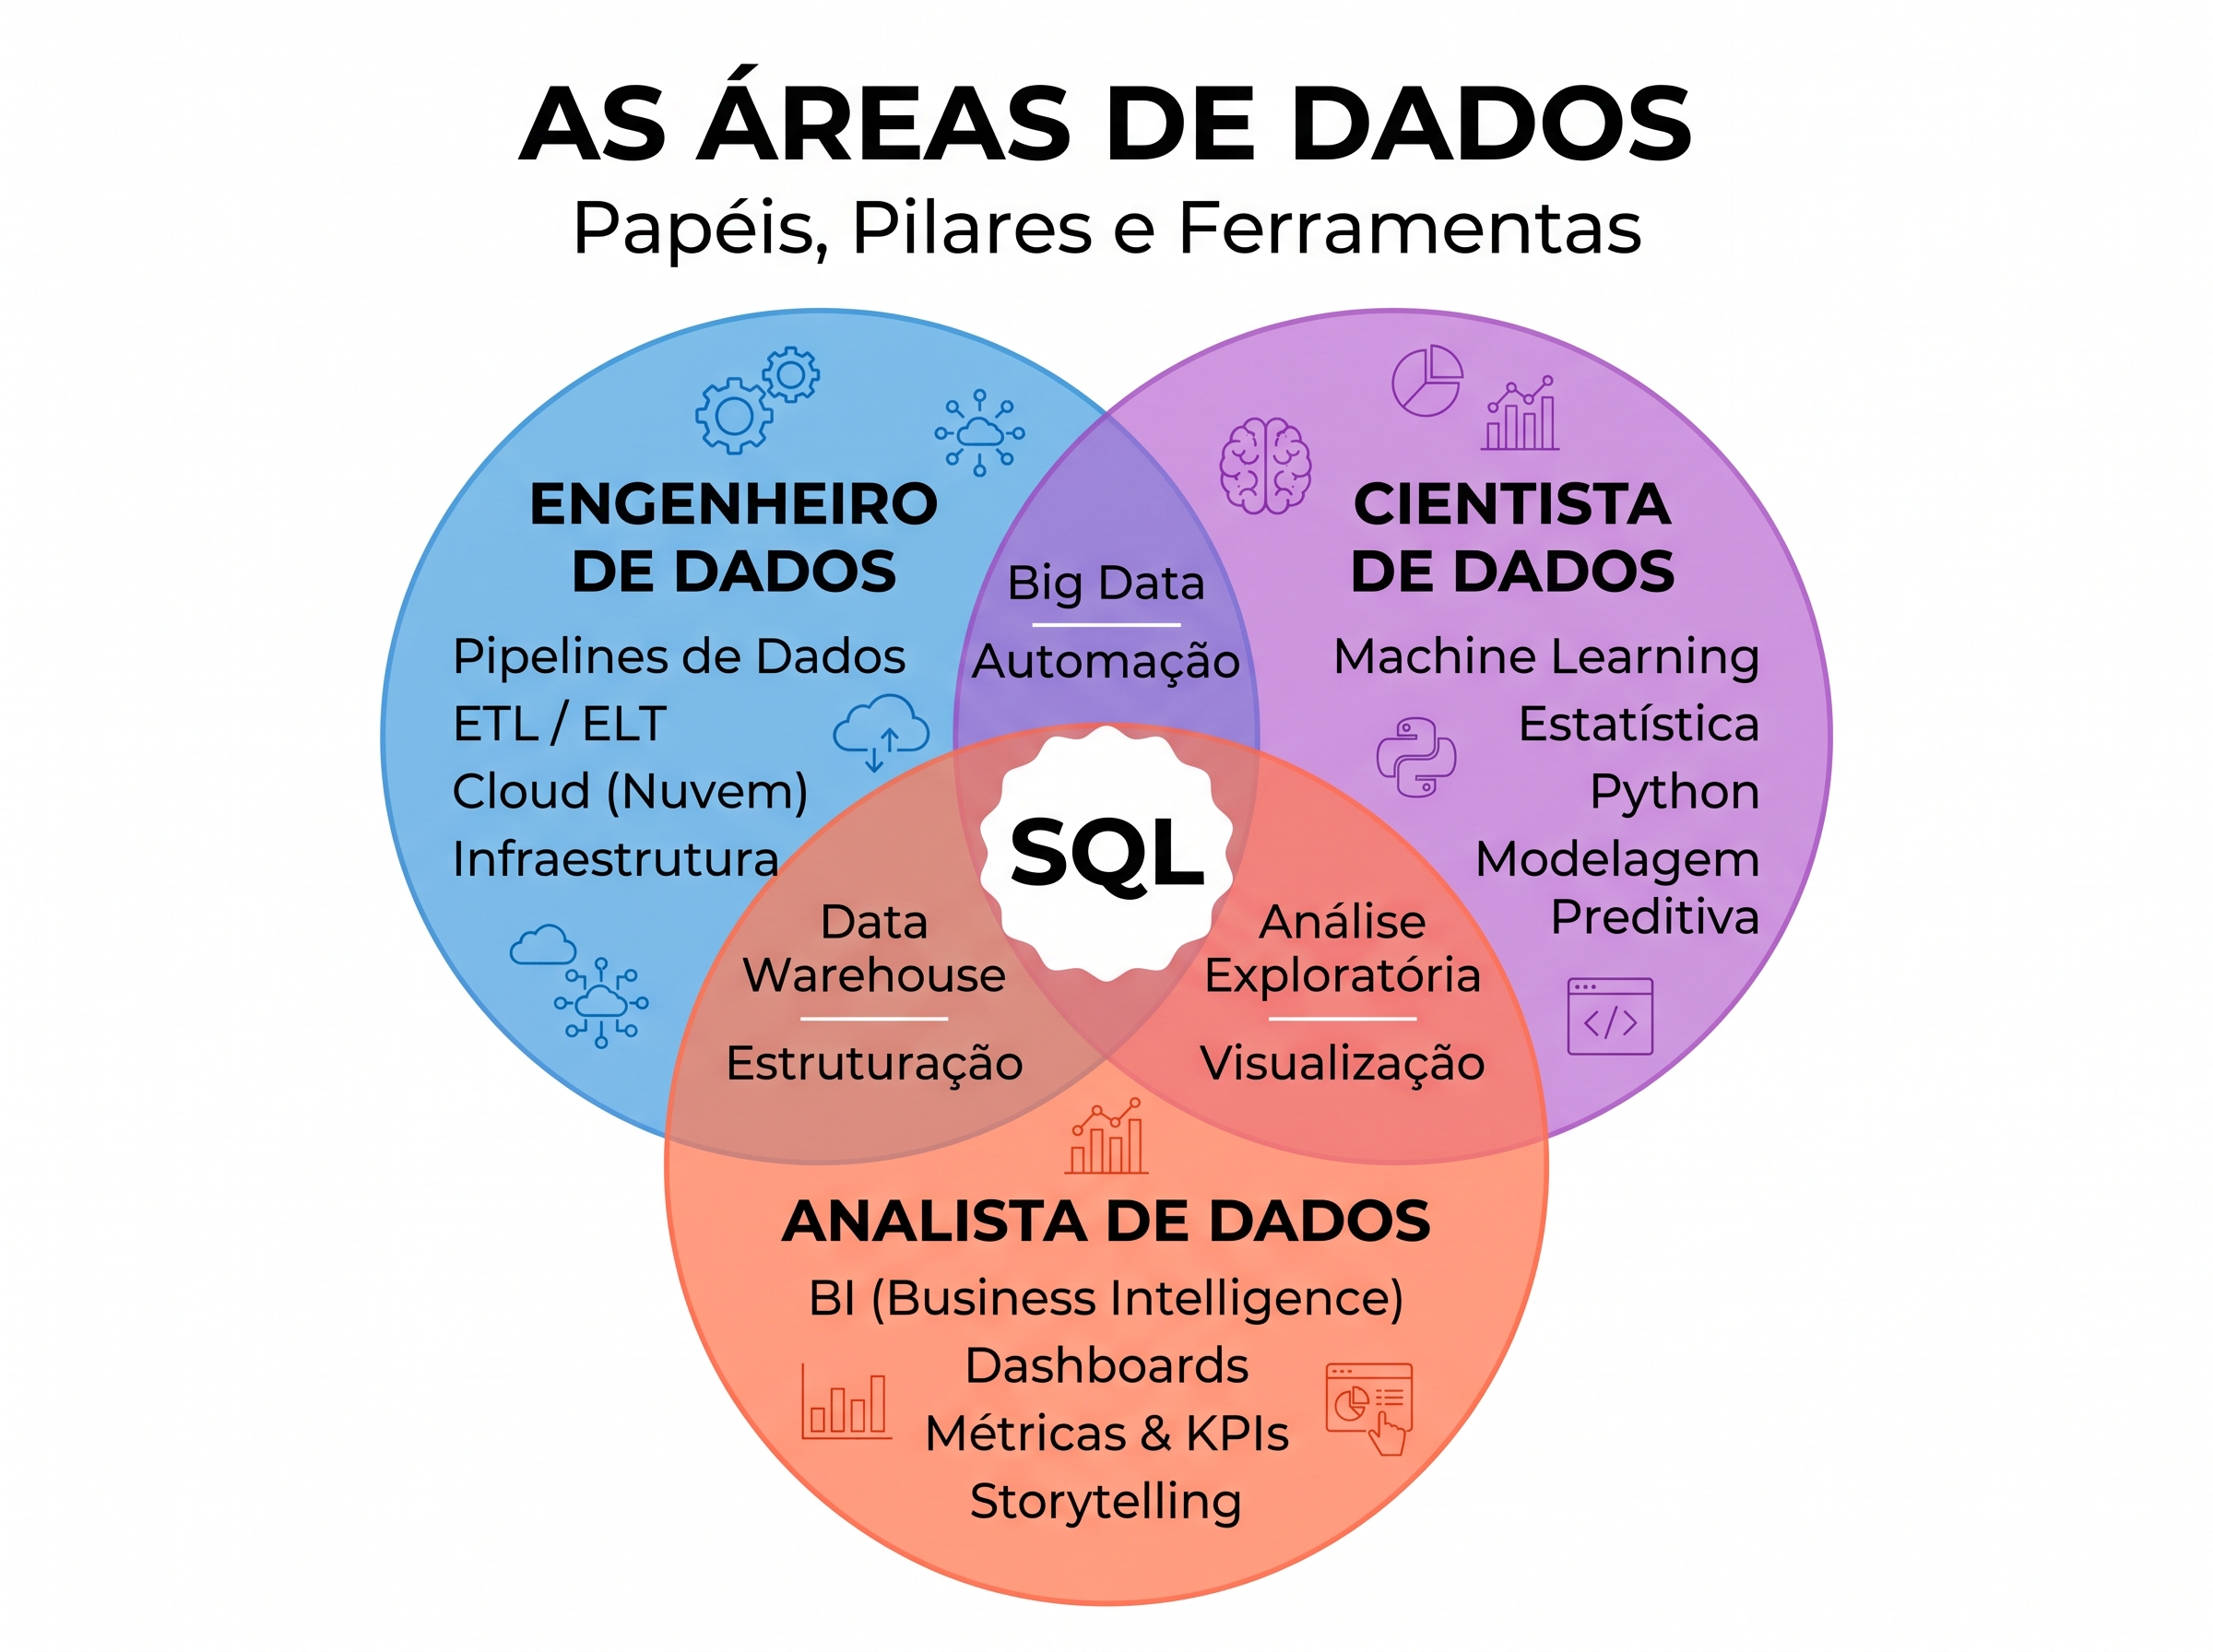 AS ÁREAS DE DADOS
Papéis, Pilares e Ferramentas
ENGENHEIRO
DE DADOS
Pipelines de Dados
ETL / ELT
Cloud (Nuvem)
Infraestrutura
Big Data
Automação
CIENTISTA
DE DADOS
Machine Learning
Estatística
Python
Modelagem
Preditiva
SQL
Data
Warehouse
Estruturação
Análise
Exploratória
Visualização
</>
ANALISTA DE DADOS
BI (Business Intelligence)
Dashboards
Métricas & KPIs
Storytelling